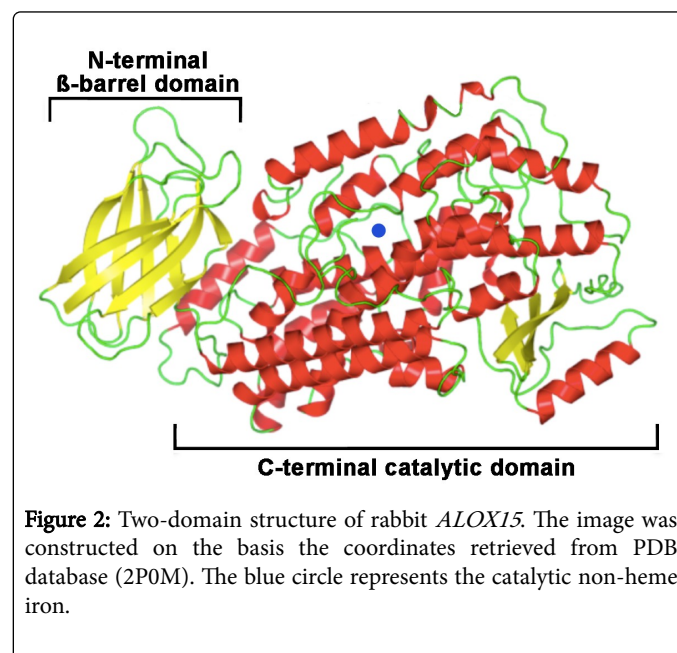 N-terminal
ß-barrel domain
C-terminal catalytic domain
Figure 2: Two-domain structure of rabbit ALOX15. The image was
constructed on the basis the coordinates retrieved from PDB
database (2P0M). The blue circle represents the catalytic non-heme
iron.